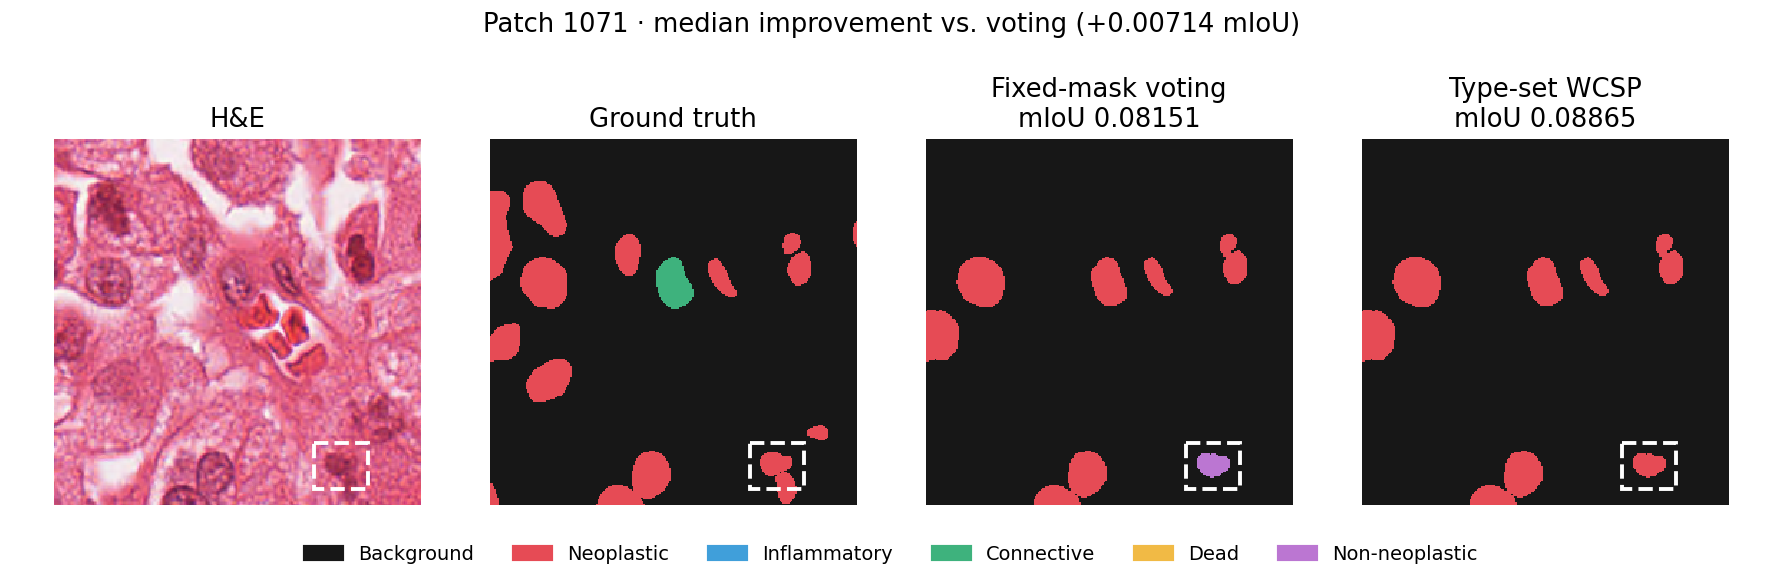 Patch 1071 · median improvement vs. voting (+0.00714 mIoU)
H&E
Ground truth
Fixed-mask voting
mIoU 0.08151
Type-set WCSP
mIoU 0.08865
Background
Neoplastic
Inflammatory
Connective
Dead
Non-neoplastic